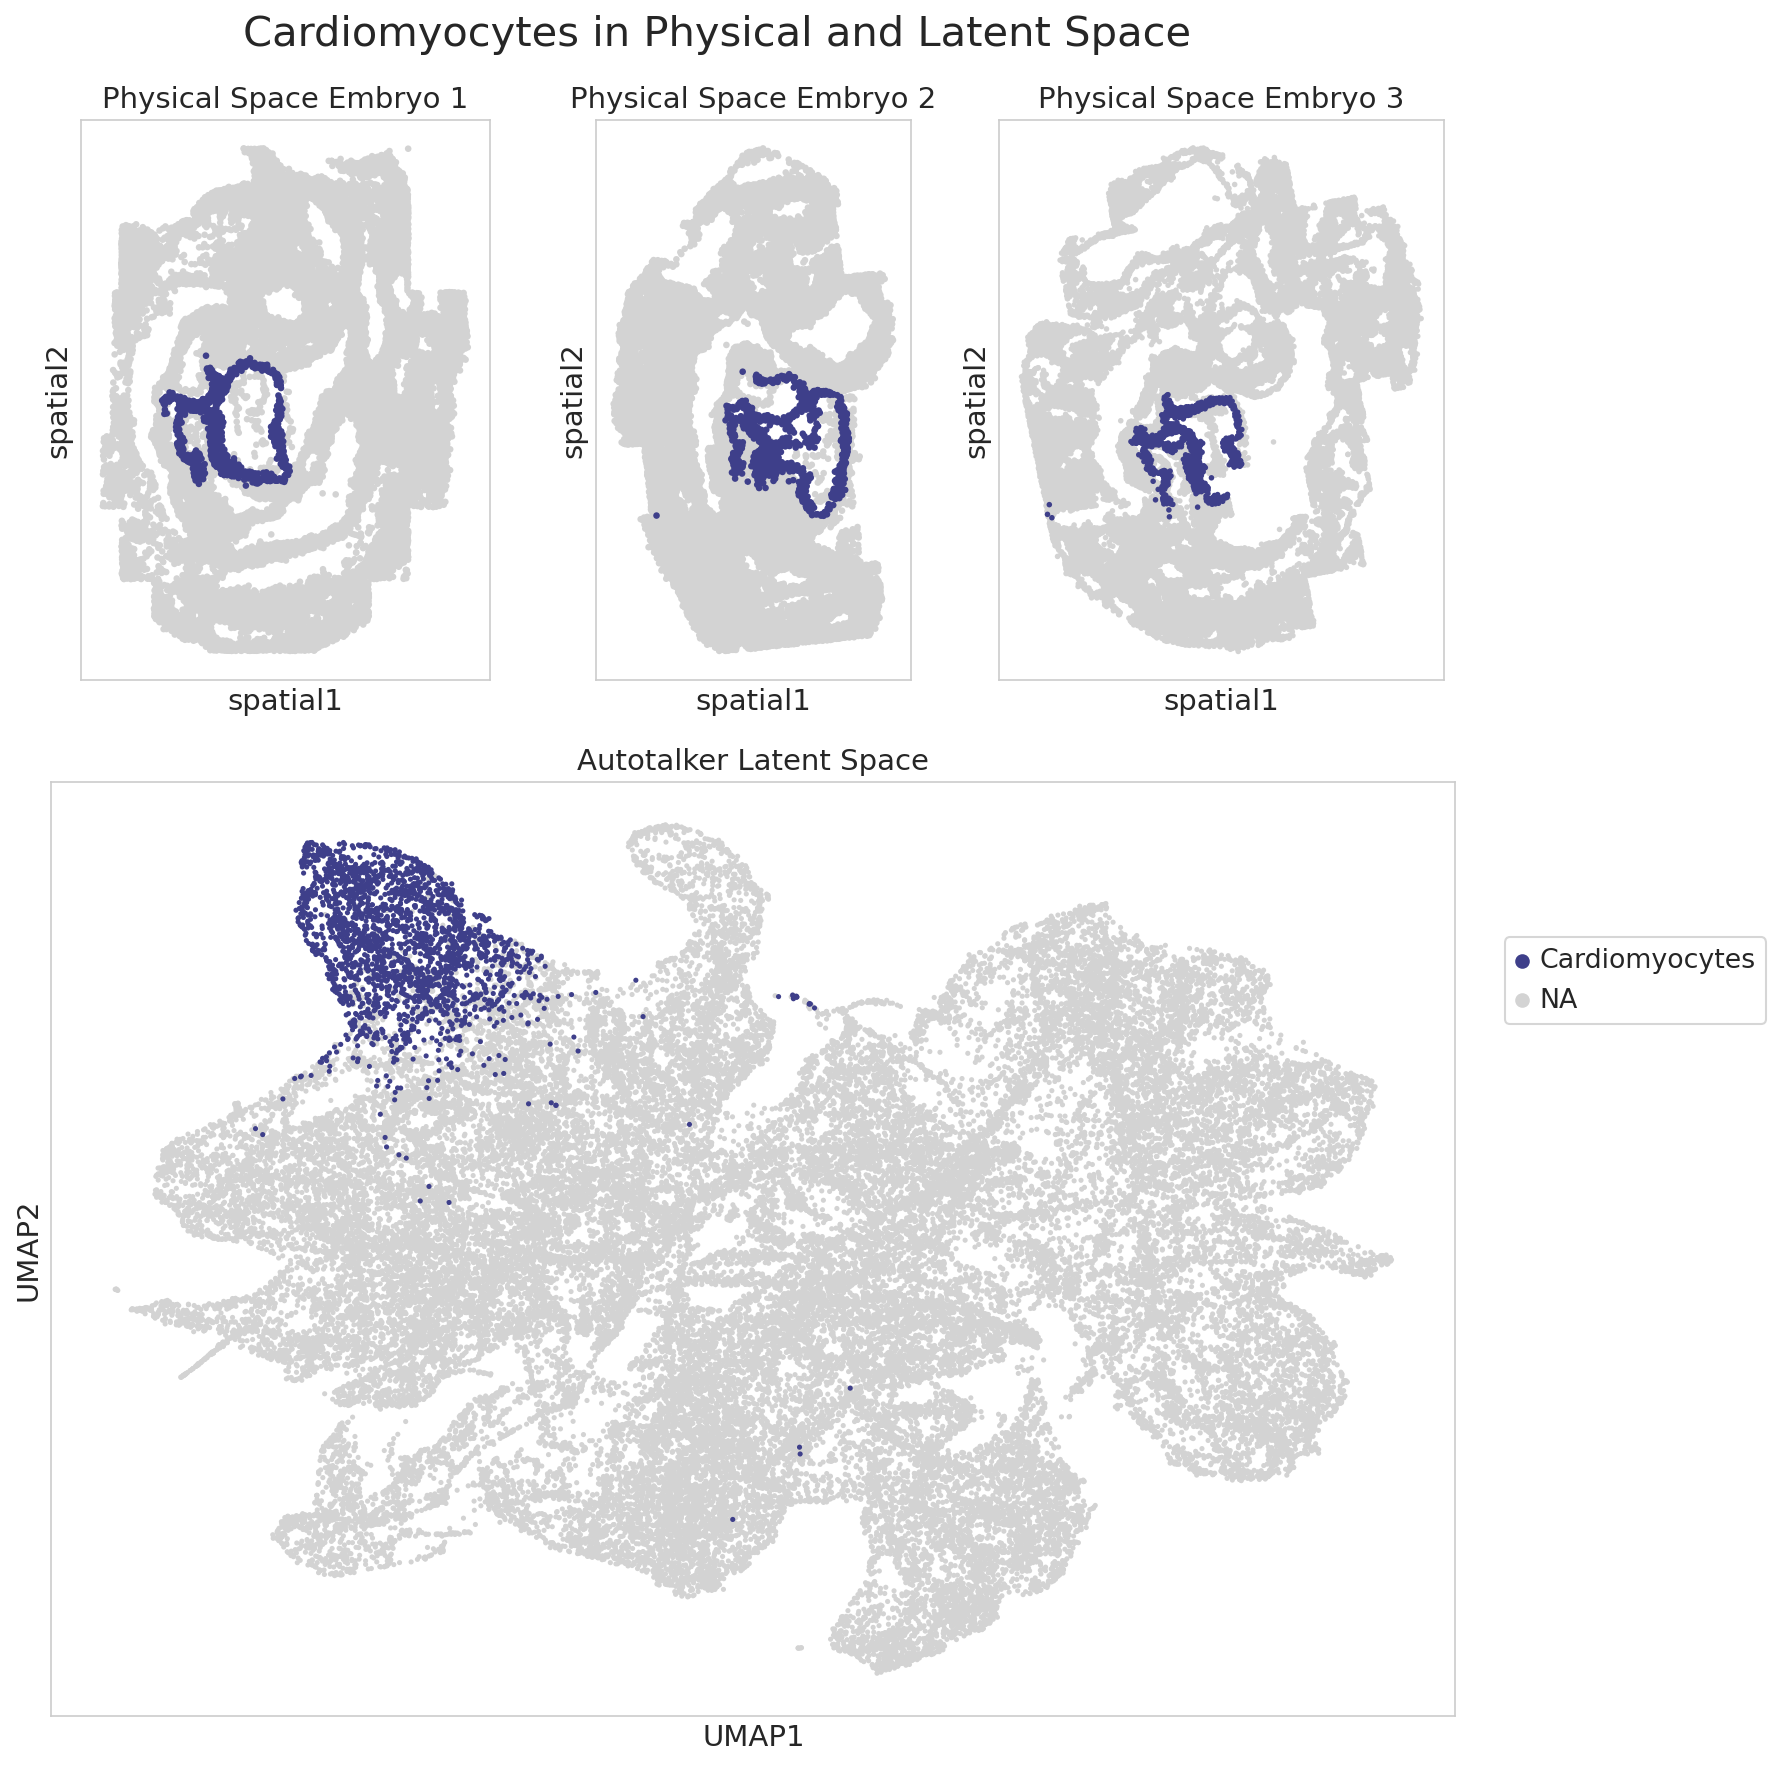 Cardiomyocytes in Physical and Latent Space
Physical Space Embryo 1
Physical Space Embryo 2
Physical Space Embryo 3
spatial2
spatial2
spatial2
spatial1
spatial1
spatial1
Autotalker Latent Space
Cardiomyocytes
NA
UMAP2
UMAP1